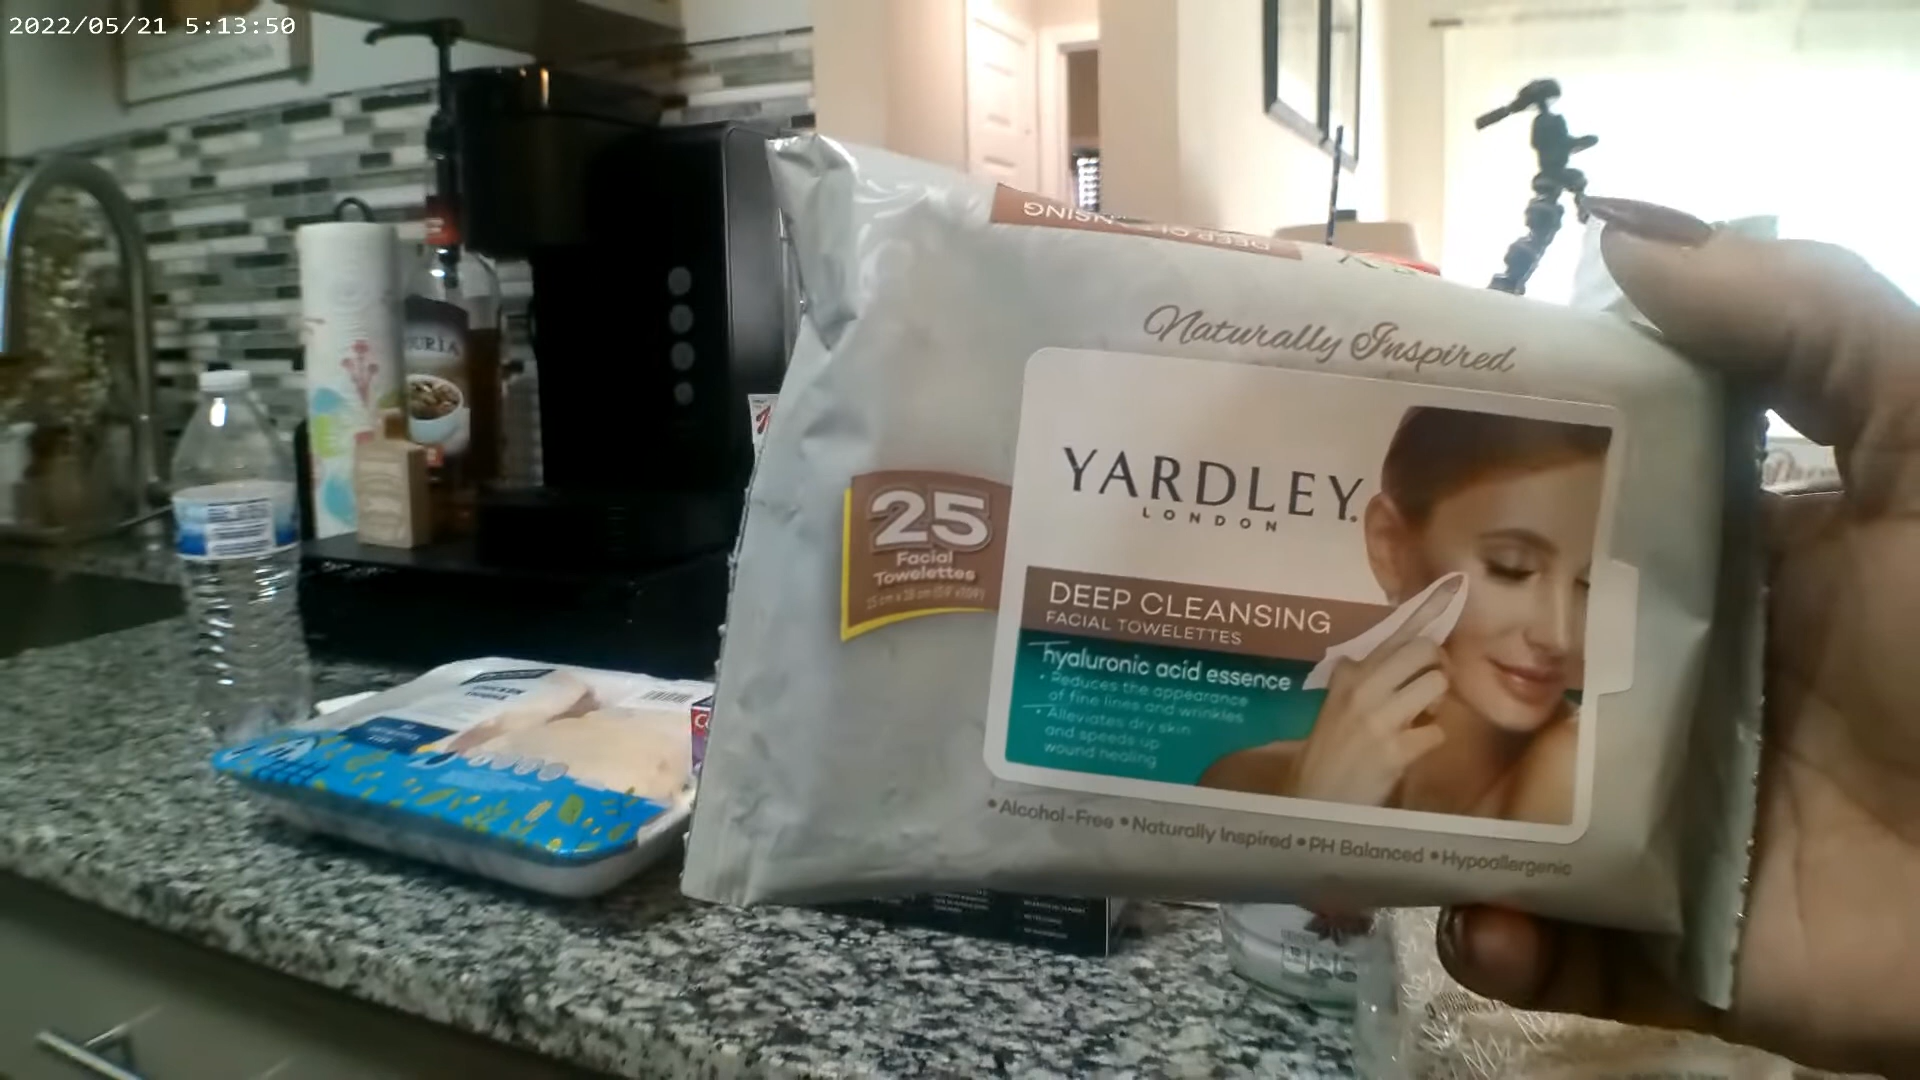 2022/05/21 5:13:50
DEEP CLEANSING
Naturally Inspired
YARDLEY
LONDON
25
Facial
Towelettes
DEEP CLEANSING
FACIAL TOWELETTES
hyaluronic acid essence
• Reduces the appearance
of fine lines and wrinkles
• Alleviates dry skin
and speeds up
wound healing
•Alcohol-Free •Naturally Inspired •PH Balanced •Hypoallergenic
CHICKEN